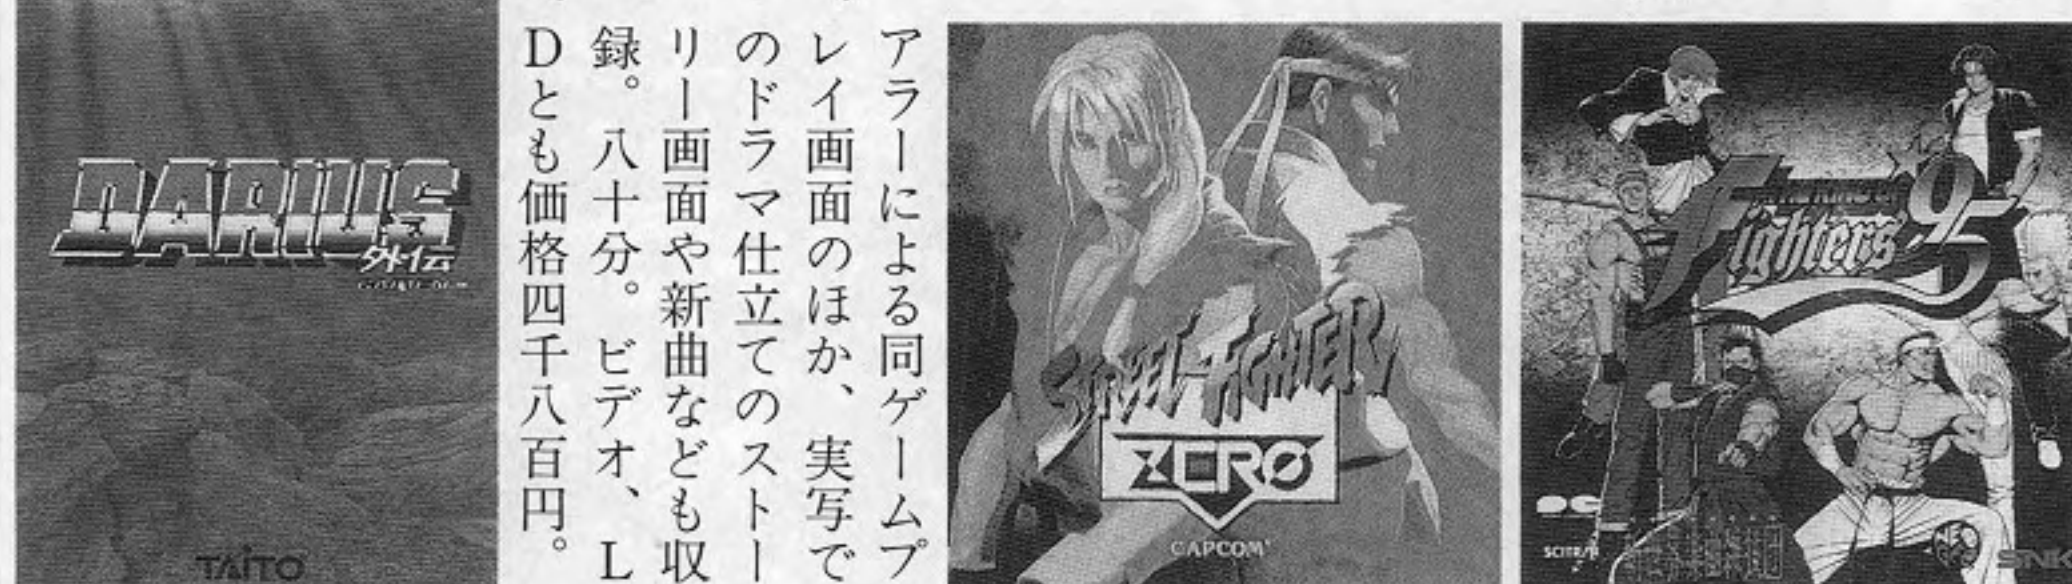 アラーによる同ゲームプ
レイ画面のほか、実写で
のドラマ仕立てのストー
リー画面や新曲なども収
録。八十分。ビデオ、L
Dとも価格四千八百円。
STREET FIGHTER
ZERO
CAPCOM
THE KING OF
Fighters '95
DARIUS
外伝
TAITO